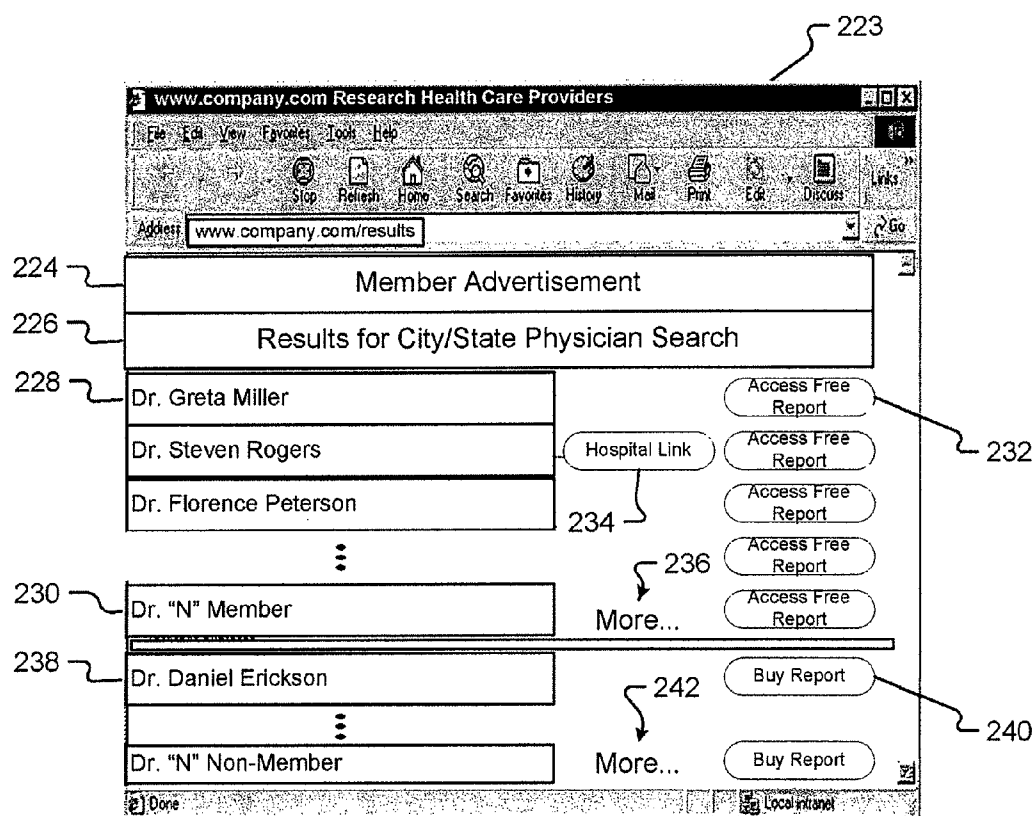 223
www.company.com Research Health Care Providers
File Edit View Favorites Tools Help
Stop Refresh Home Search Favorites History Mail Print Edit Discuss Links »
Address www.company.com/results Go
224 Member Advertisement
226 Results for City/State Physician Search
228 Dr. Greta Miller Access Free Report
Dr. Steven Rogers Hospital Link Access Free Report 232
Dr. Florence Peterson 234 Access Free Report
236 Access Free Report
230 Dr. "N" Member More... Access Free Report
238 Dr. Daniel Erickson Buy Report
242 240
Dr. "N" Non-Member More... Buy Report
Done Local intranet